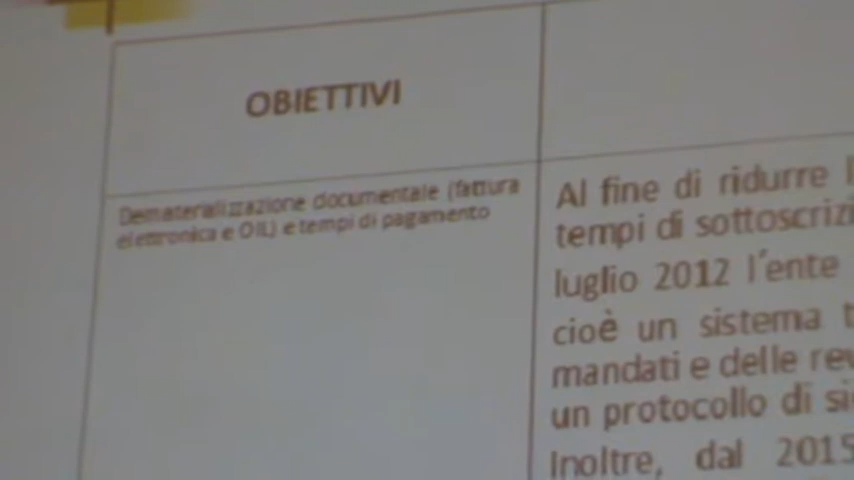 OBIETTIVI
Dematerializzazione documentale (fattura
elettronica e OIL) e tempi di pagamento
Al fine di ridurre
tempi di
luglio 2012 l'ente
cioè un sistema
mandati e delle
un protocollo di
Inoltre, dal 2015